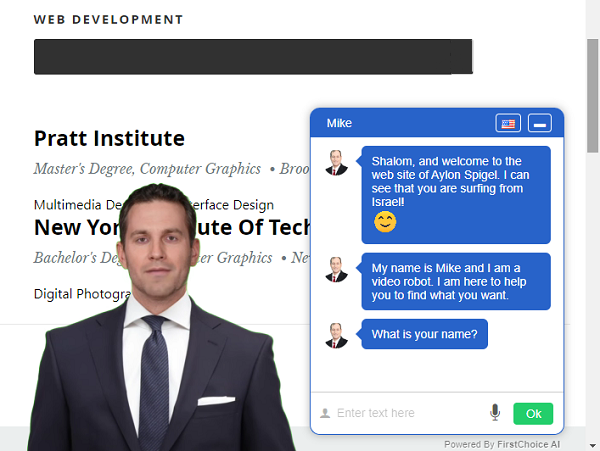 WEB DEVELOPMENT
Pratt Institute
Master's Degree, Computer Graphics • Broo
Multimedia De erface Design
New Yor ute Of Tech
Bachelor's Deg er Graphics • Ne
Digital Photogra
Mike
Shalom, and welcome to the
web site of Aylon Spigel. I can
see that you are surfing from
Israel!
My name is Mike and I am a
video robot. I am here to help
you to find what you want.
What is your name?
Enter text here
Ok
Powered By FirstChoice AI